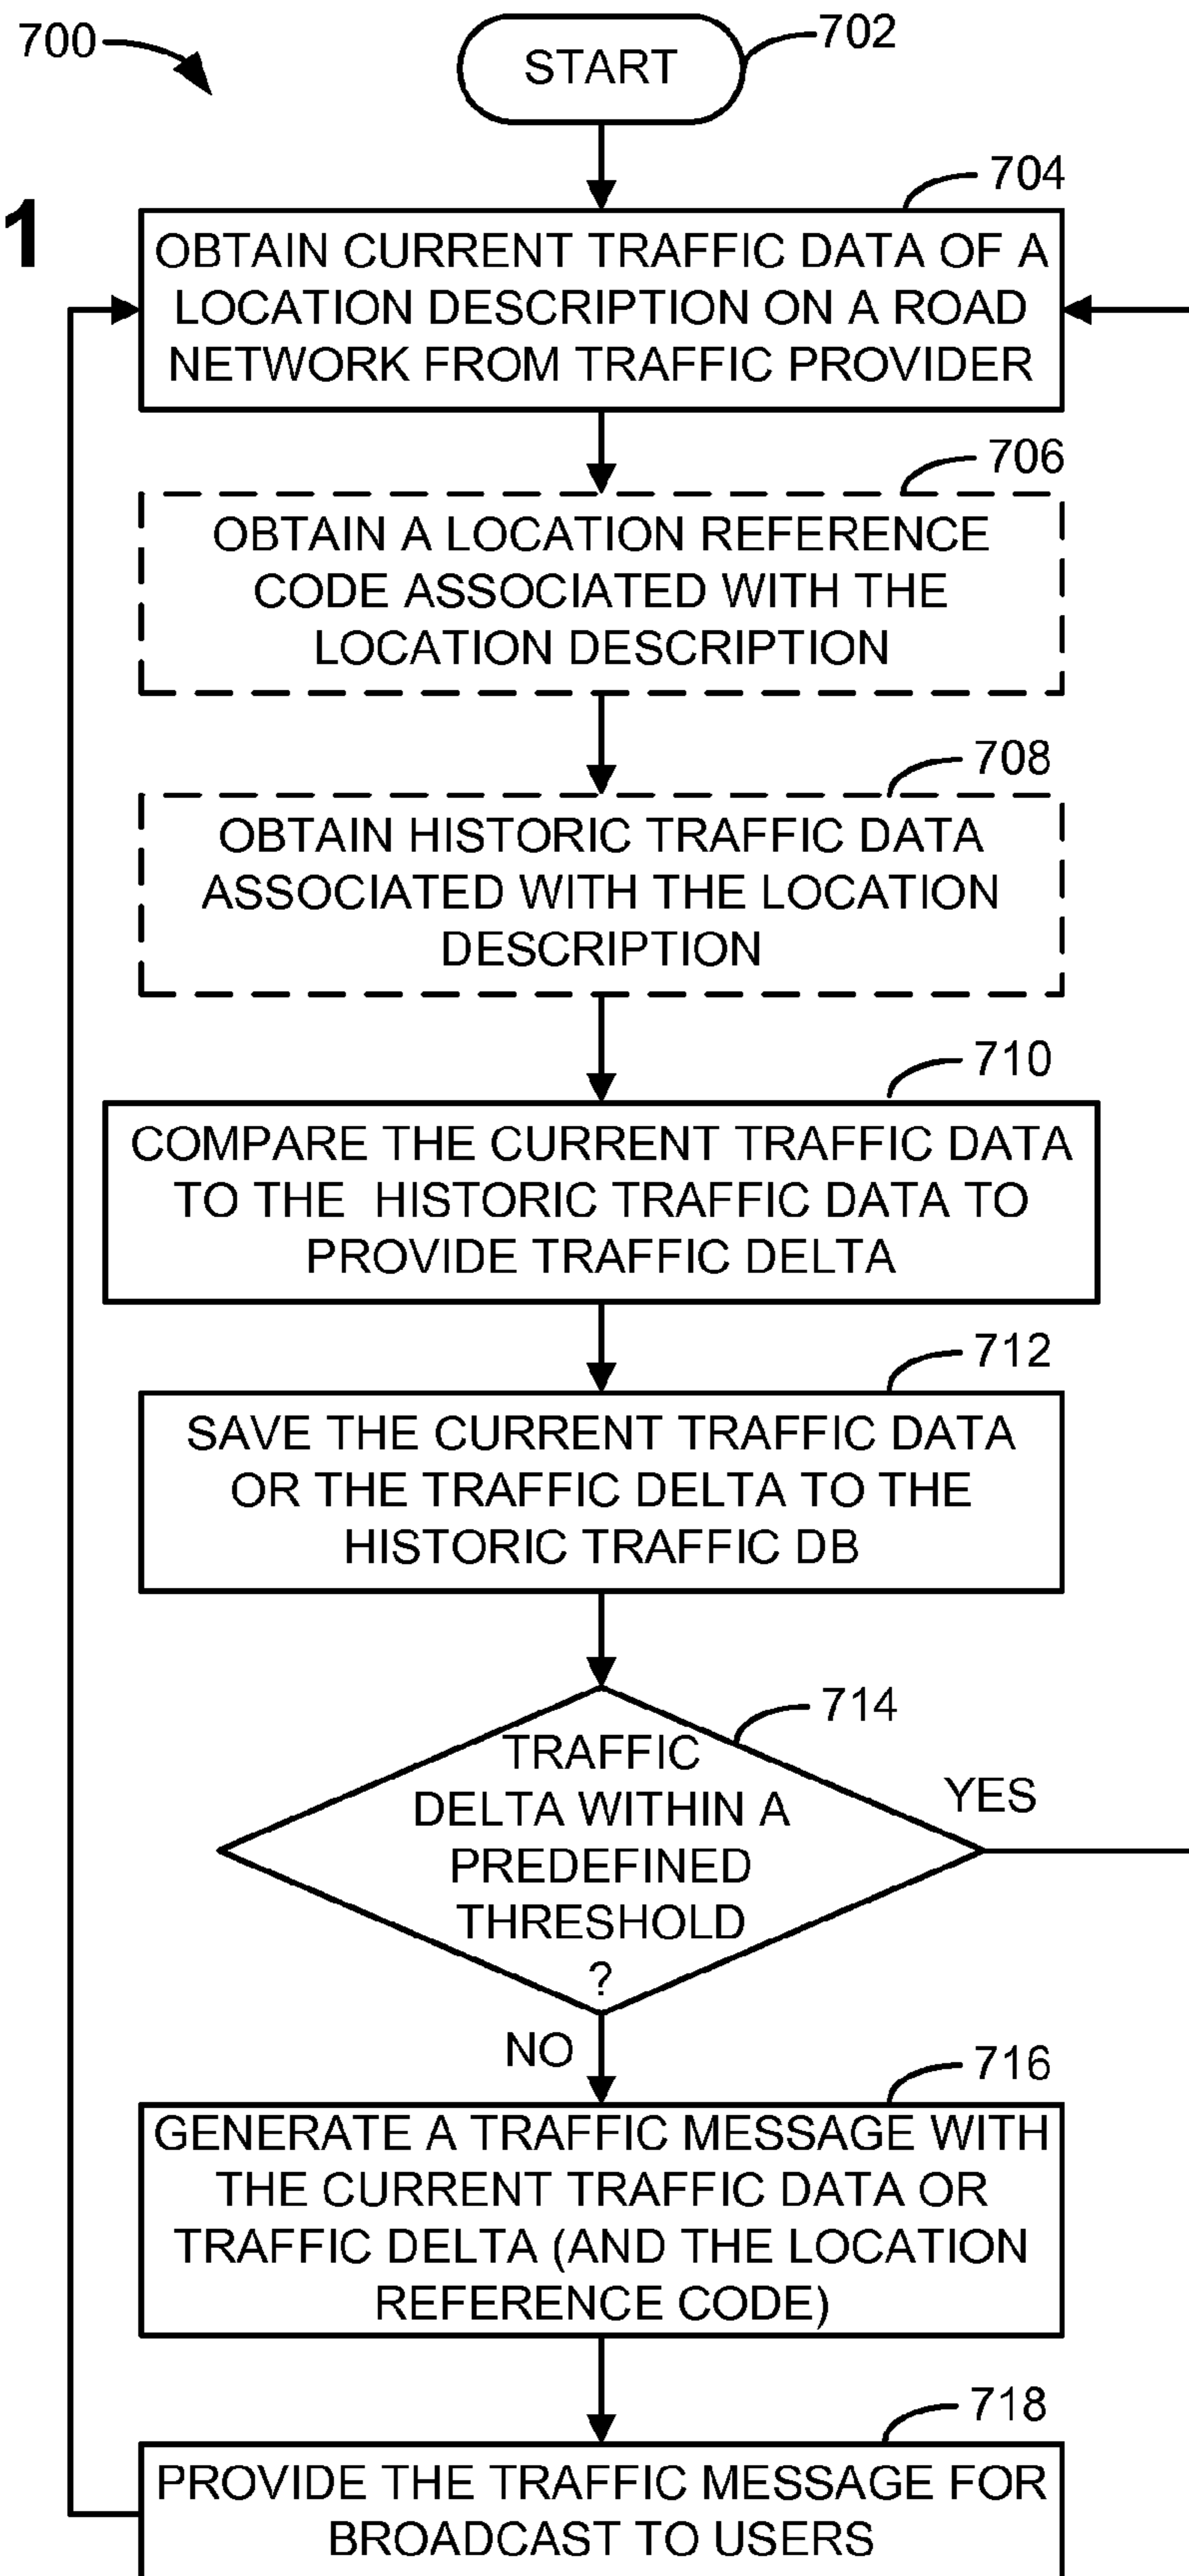 700
START
702
1
704
OBTAIN CURRENT TRAFFIC DATA OF A
LOCATION DESCRIPTION ON A ROAD
NETWORK FROM TRAFFIC PROVIDER
706
OBTAIN A LOCATION REFERENCE
CODE ASSOCIATED WITH THE
LOCATION DESCRIPTION
708
OBTAIN HISTORIC TRAFFIC DATA
ASSOCIATED WITH THE LOCATION
DESCRIPTION
710
COMPARE THE CURRENT TRAFFIC DATA
TO THE HISTORIC TRAFFIC DATA TO
PROVIDE TRAFFIC DELTA
712
SAVE THE CURRENT TRAFFIC DATA
OR THE TRAFFIC DELTA TO THE
HISTORIC TRAFFIC DB
714
TRAFFIC
DELTA WITHIN A
PREDEFINED
THRESHOLD
?
YES
NO
716
GENERATE A TRAFFIC MESSAGE WITH
THE CURRENT TRAFFIC DATA OR
TRAFFIC DELTA (AND THE LOCATION
REFERENCE CODE)
718
PROVIDE THE TRAFFIC MESSAGE FOR
BROADCAST TO USERS